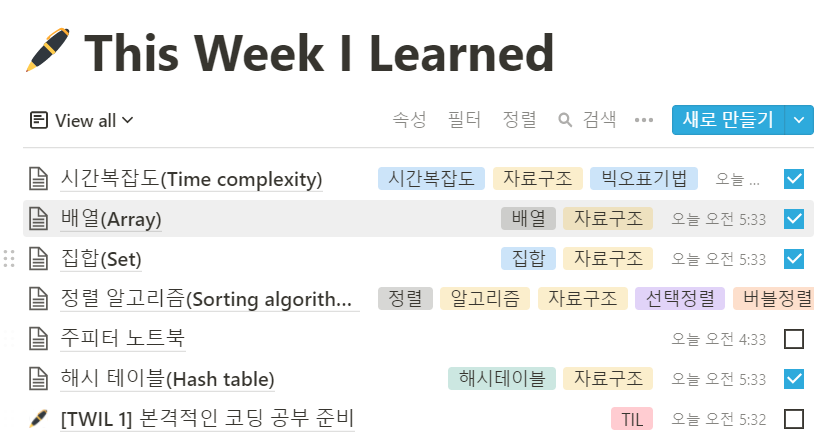 This Week I Learned
View all 속성 필터 정렬 검색 새로 만들기
시간복잡도(Time complexity) 시간복잡도 자료구조 빅오표기법 오늘 ...
배열(Array) 배열 자료구조 오늘 오전 5:33
집합(Set) 집합 자료구조 오늘 오전 5:33
정렬 알고리즘(Sorting algorith... 정렬 알고리즘 자료구조 선택정렬 버블정렬
주피터 노트북 오늘 오전 4:33
해시 테이블(Hash table) 해시테이블 자료구조 오늘 오전 5:33
[TWIL 1] 본격적인 코딩 공부 준비 TIL 오늘 오전 5:32